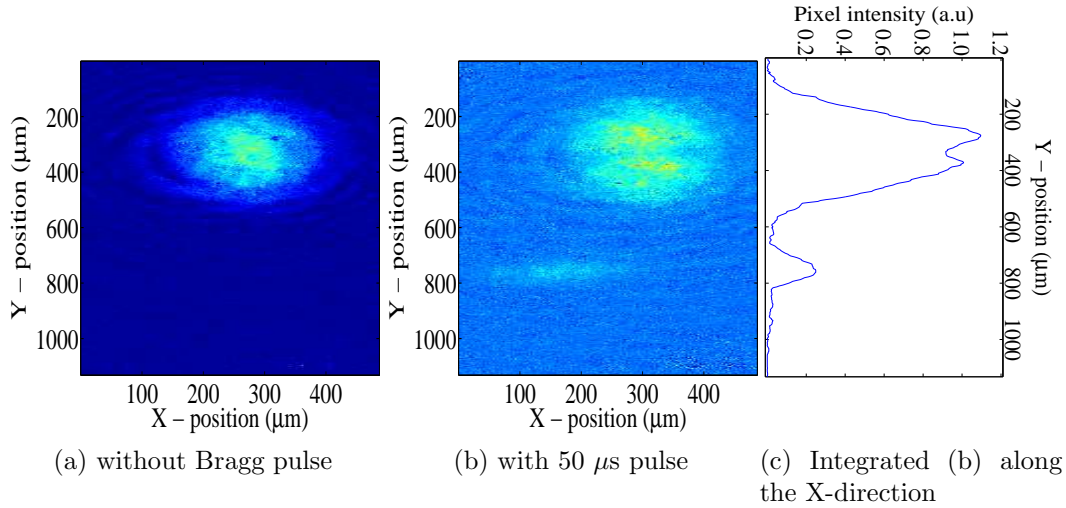 Pixel intensity (a.u)
0.2 0.4 0.6 0.8 1.0 1.2
200
400
600
800
1000
Y – position (μm)
100 200 300 400
X – position (μm)
200
400
600
800
1000
Y – position (μm)
100 200 300 400
X – position (μm)
200
400
600
800
1000
Y – position (μm)
(a) without Bragg pulse
(b) with 50 μs pulse
(c) Integrated (b) along
the X-direction